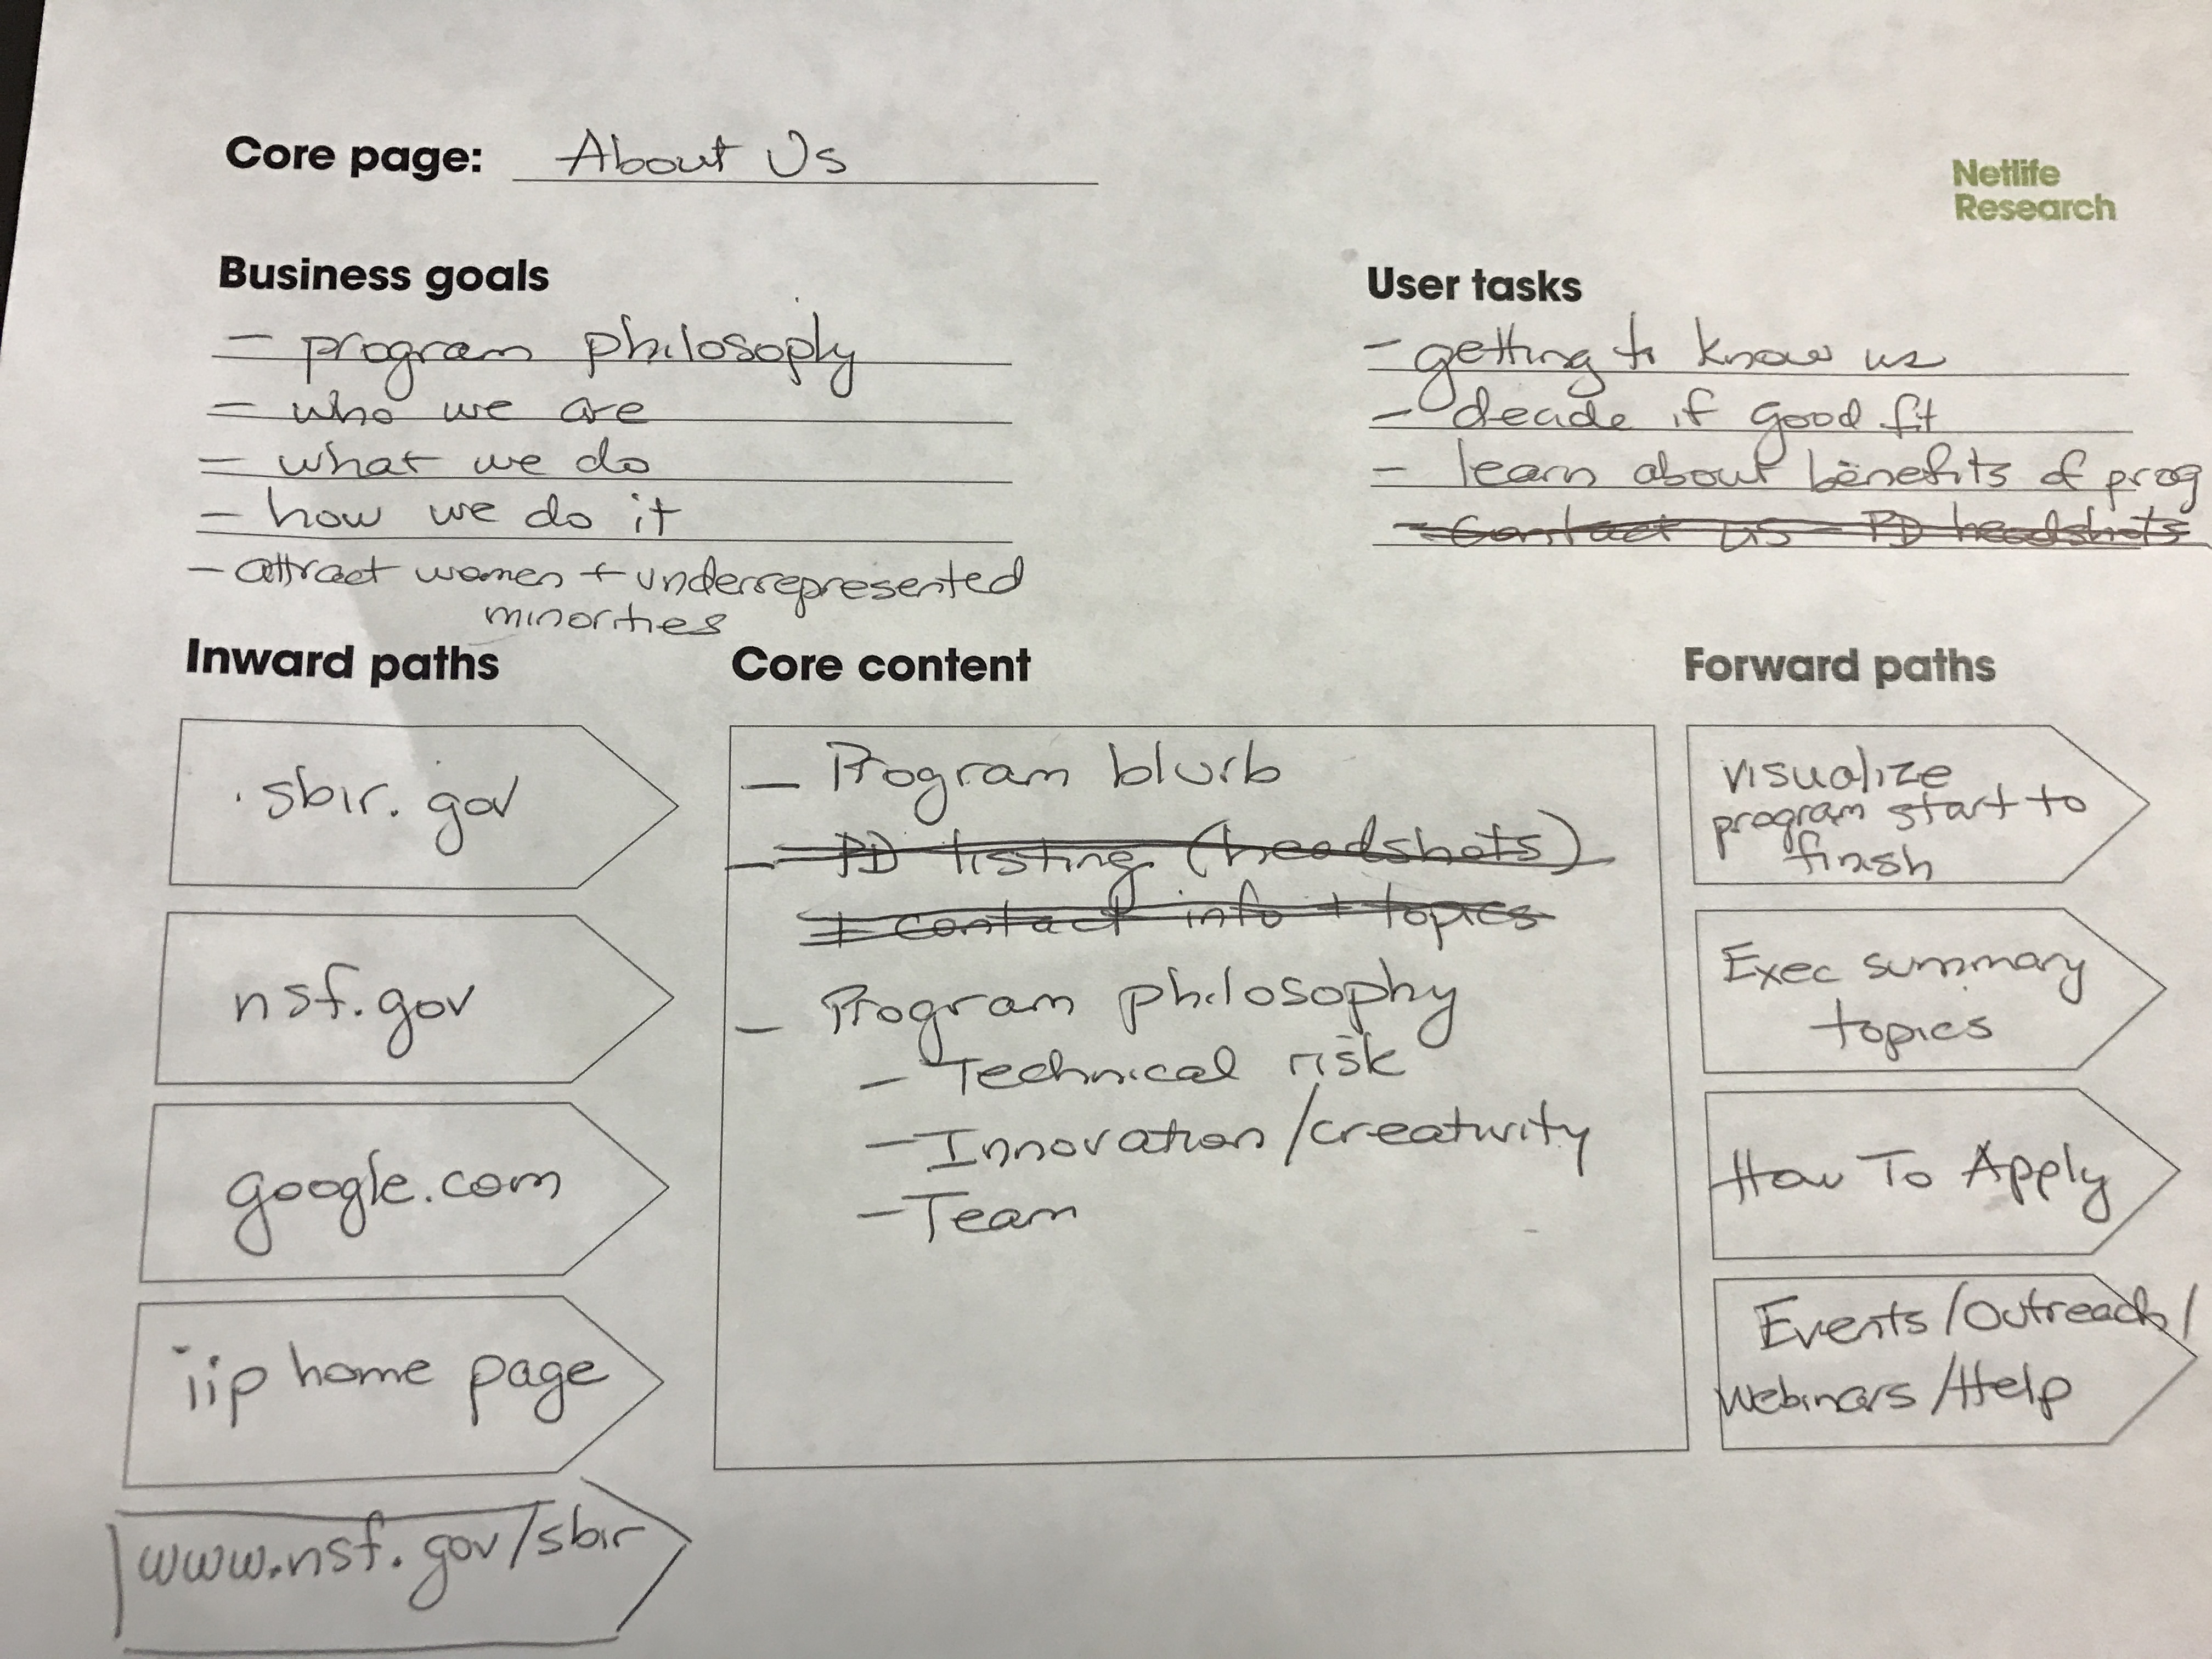 Core page: About Us
Netlife
Research
Business goals
- program philosophy
- who we are
- what we do
- how we do it
- attract women + underrepresented
minorities
User tasks
- getting to know us
- decide if good fit
- learn about benefits of prog
- contact us - PD headshots
Inward paths
sbir.gov
nsf.gov
google.com
iip home page
www.nsf.gov/sbir
Core content
- Program blurb
- PD listing (headshots)
+ contact info + topics
- Program philosophy
- Technical risk
- Innovation/creativity
- Team
Forward paths
visualize
program start to
finish
Exec summary
topics
How To Apply
Events/Outreach/
Webinars/Help